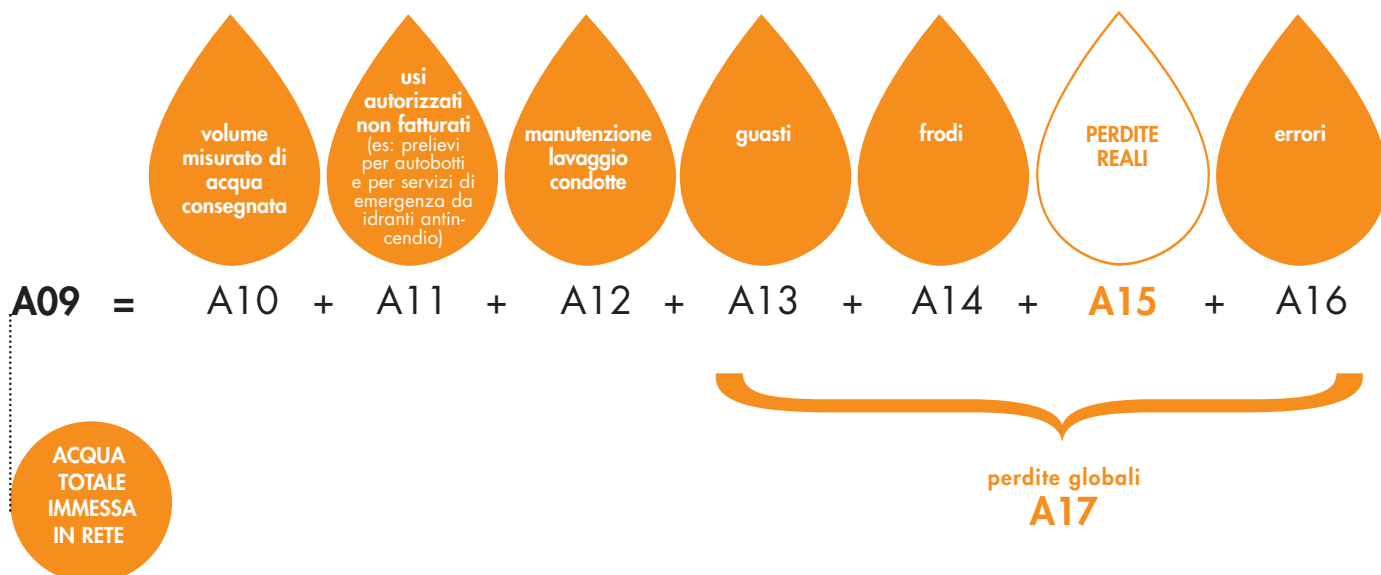 volume
misurato di
acqua
consegnata
usi
autorizzati
non fatturati
(es: prelievi
per autobotti
e per servizi di
emergenza da
idranti antin-
cendio)
manutenzione
lavaggio
condotte
guasti
frodi
PERDITE
REALI
errori
A09 = A10 + A11 + A12 + A13 + A14 + A15 + A16
ACQUA
TOTALE
IMMESSA
IN RETE
perdite globali
A17